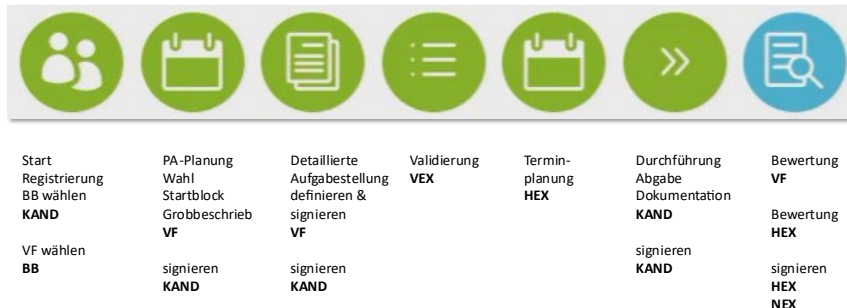 Start
Registrierung
BB wählen
KAND
VF wählen
BB
PA-Planung
Wahl
Startblock
Grobbeschrieb
VF
signieren
KAND
Detaillierte
Aufgabestellung
definieren &
signieren
VF
signieren
KAND
Validierung
VEX
Termin-
planung
HEX
Durchführung
Abgabe
Dokumentation
KAND
signieren
KAND
Bewertung
VF
Bewertung
HEX
signieren
HEX
NEX